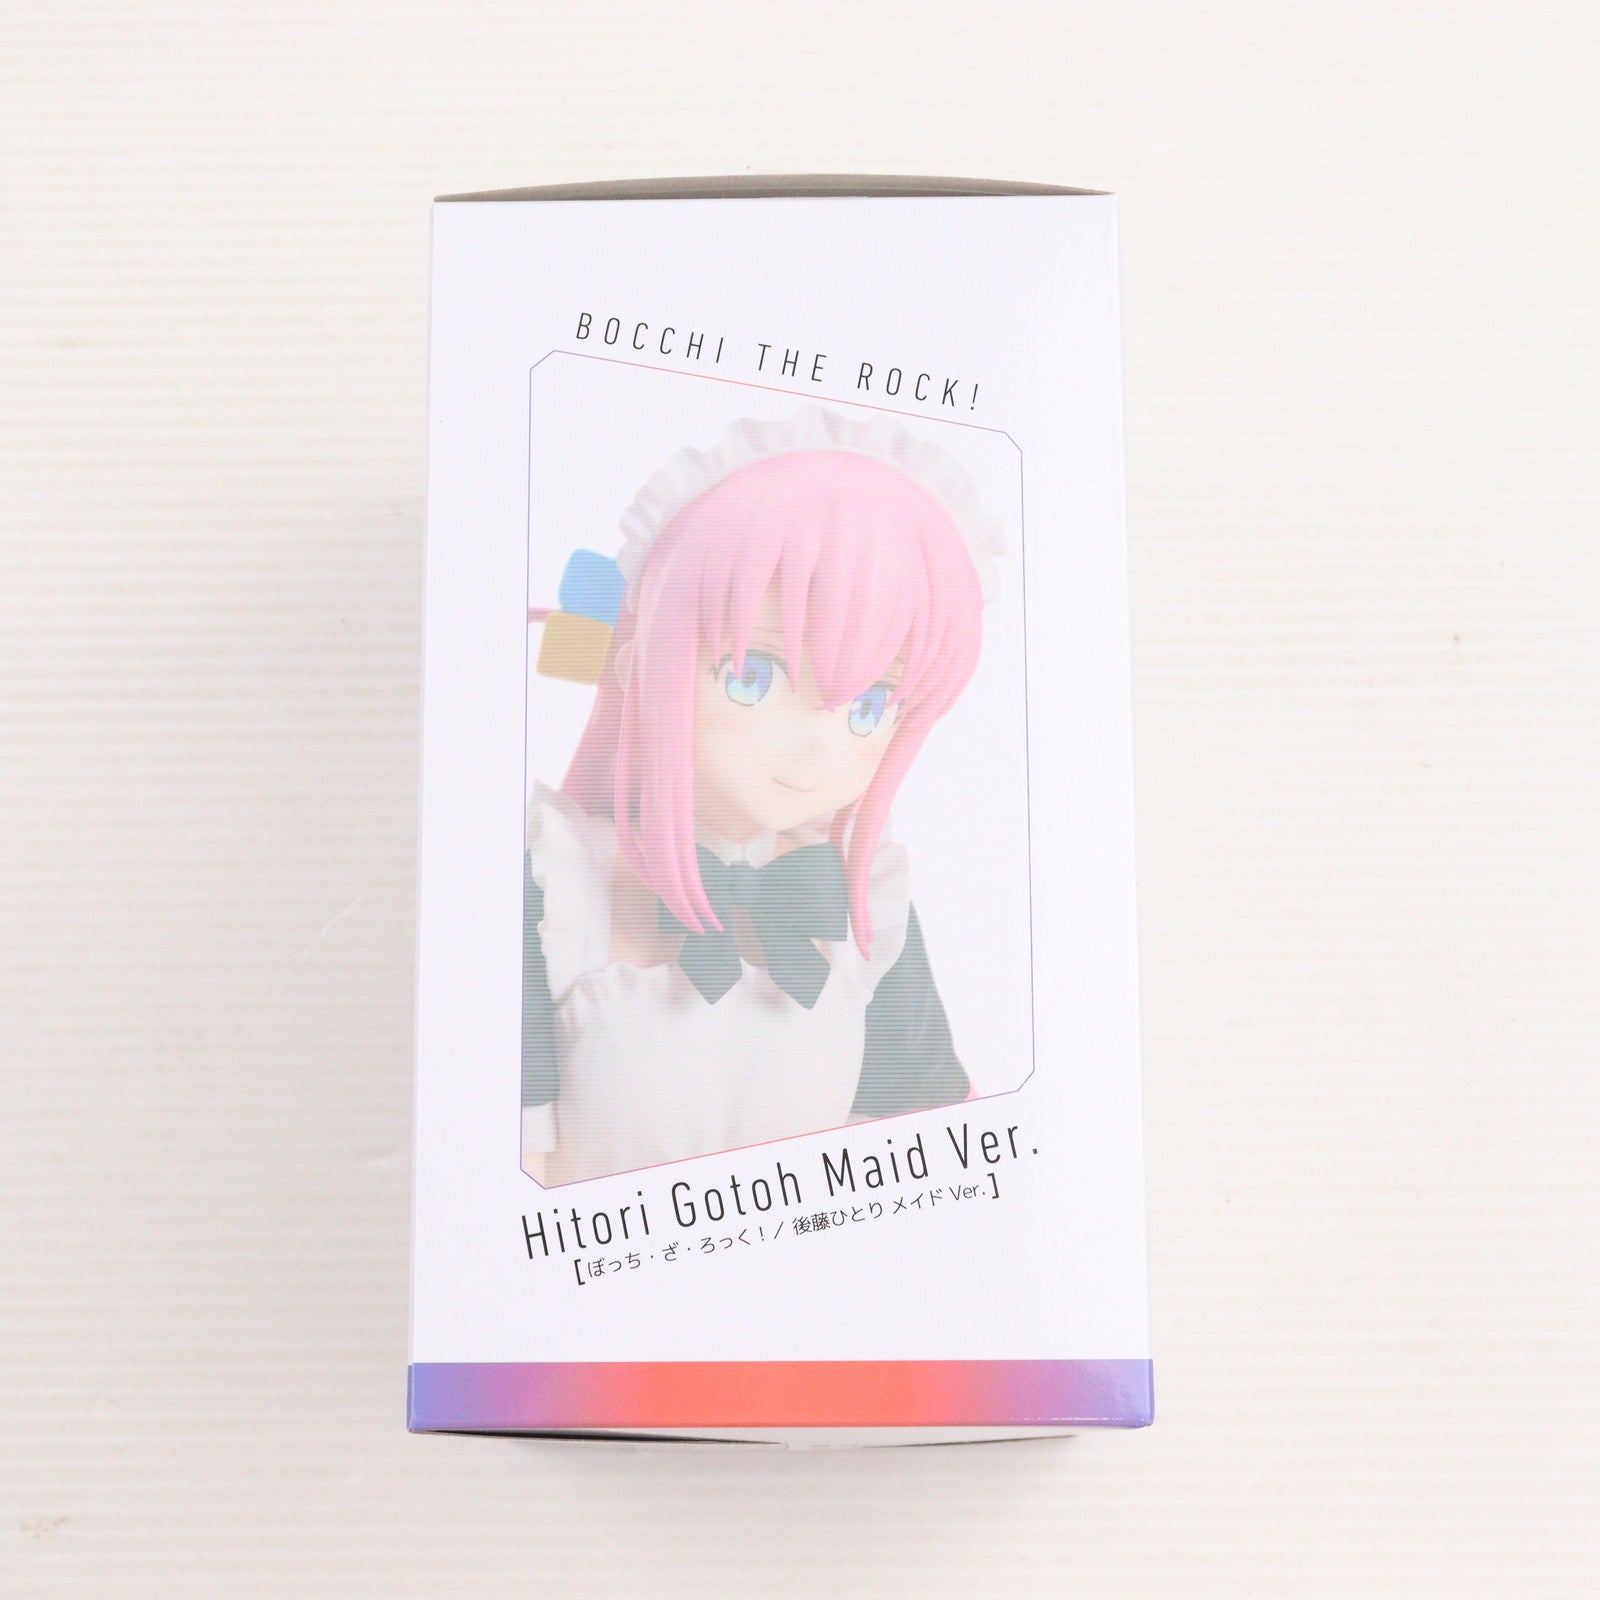 BOCCHI THE ROCK!
Hitori Gotoh Maid Ver.
[ぼっち・ざ・ろっく！／後藤ひとり メイド Ver.]